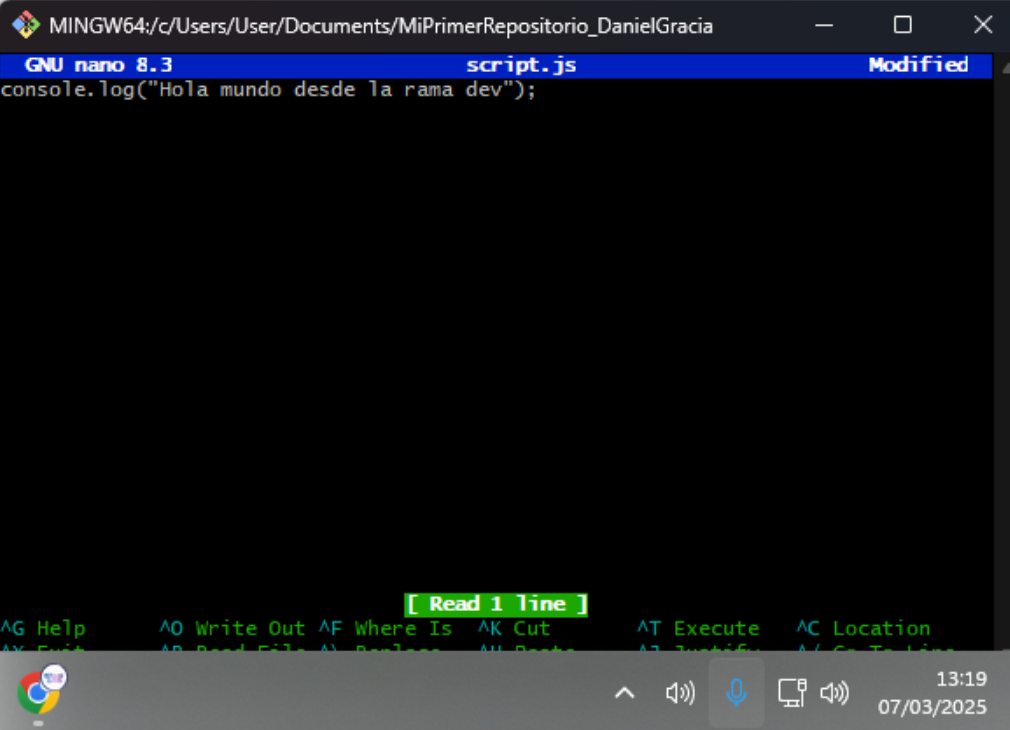 MINGW64:/c/Users/User/Documents/MiPrimerRepositorio_DanielGracia
GNU nano 8.3 script.js Modified
console.log("Hola mundo desde la rama dev");
[ Read 1 line ]
^G Help ^O Write Out ^F Where Is ^K Cut ^T Execute ^C Location
13:19
07/03/2025